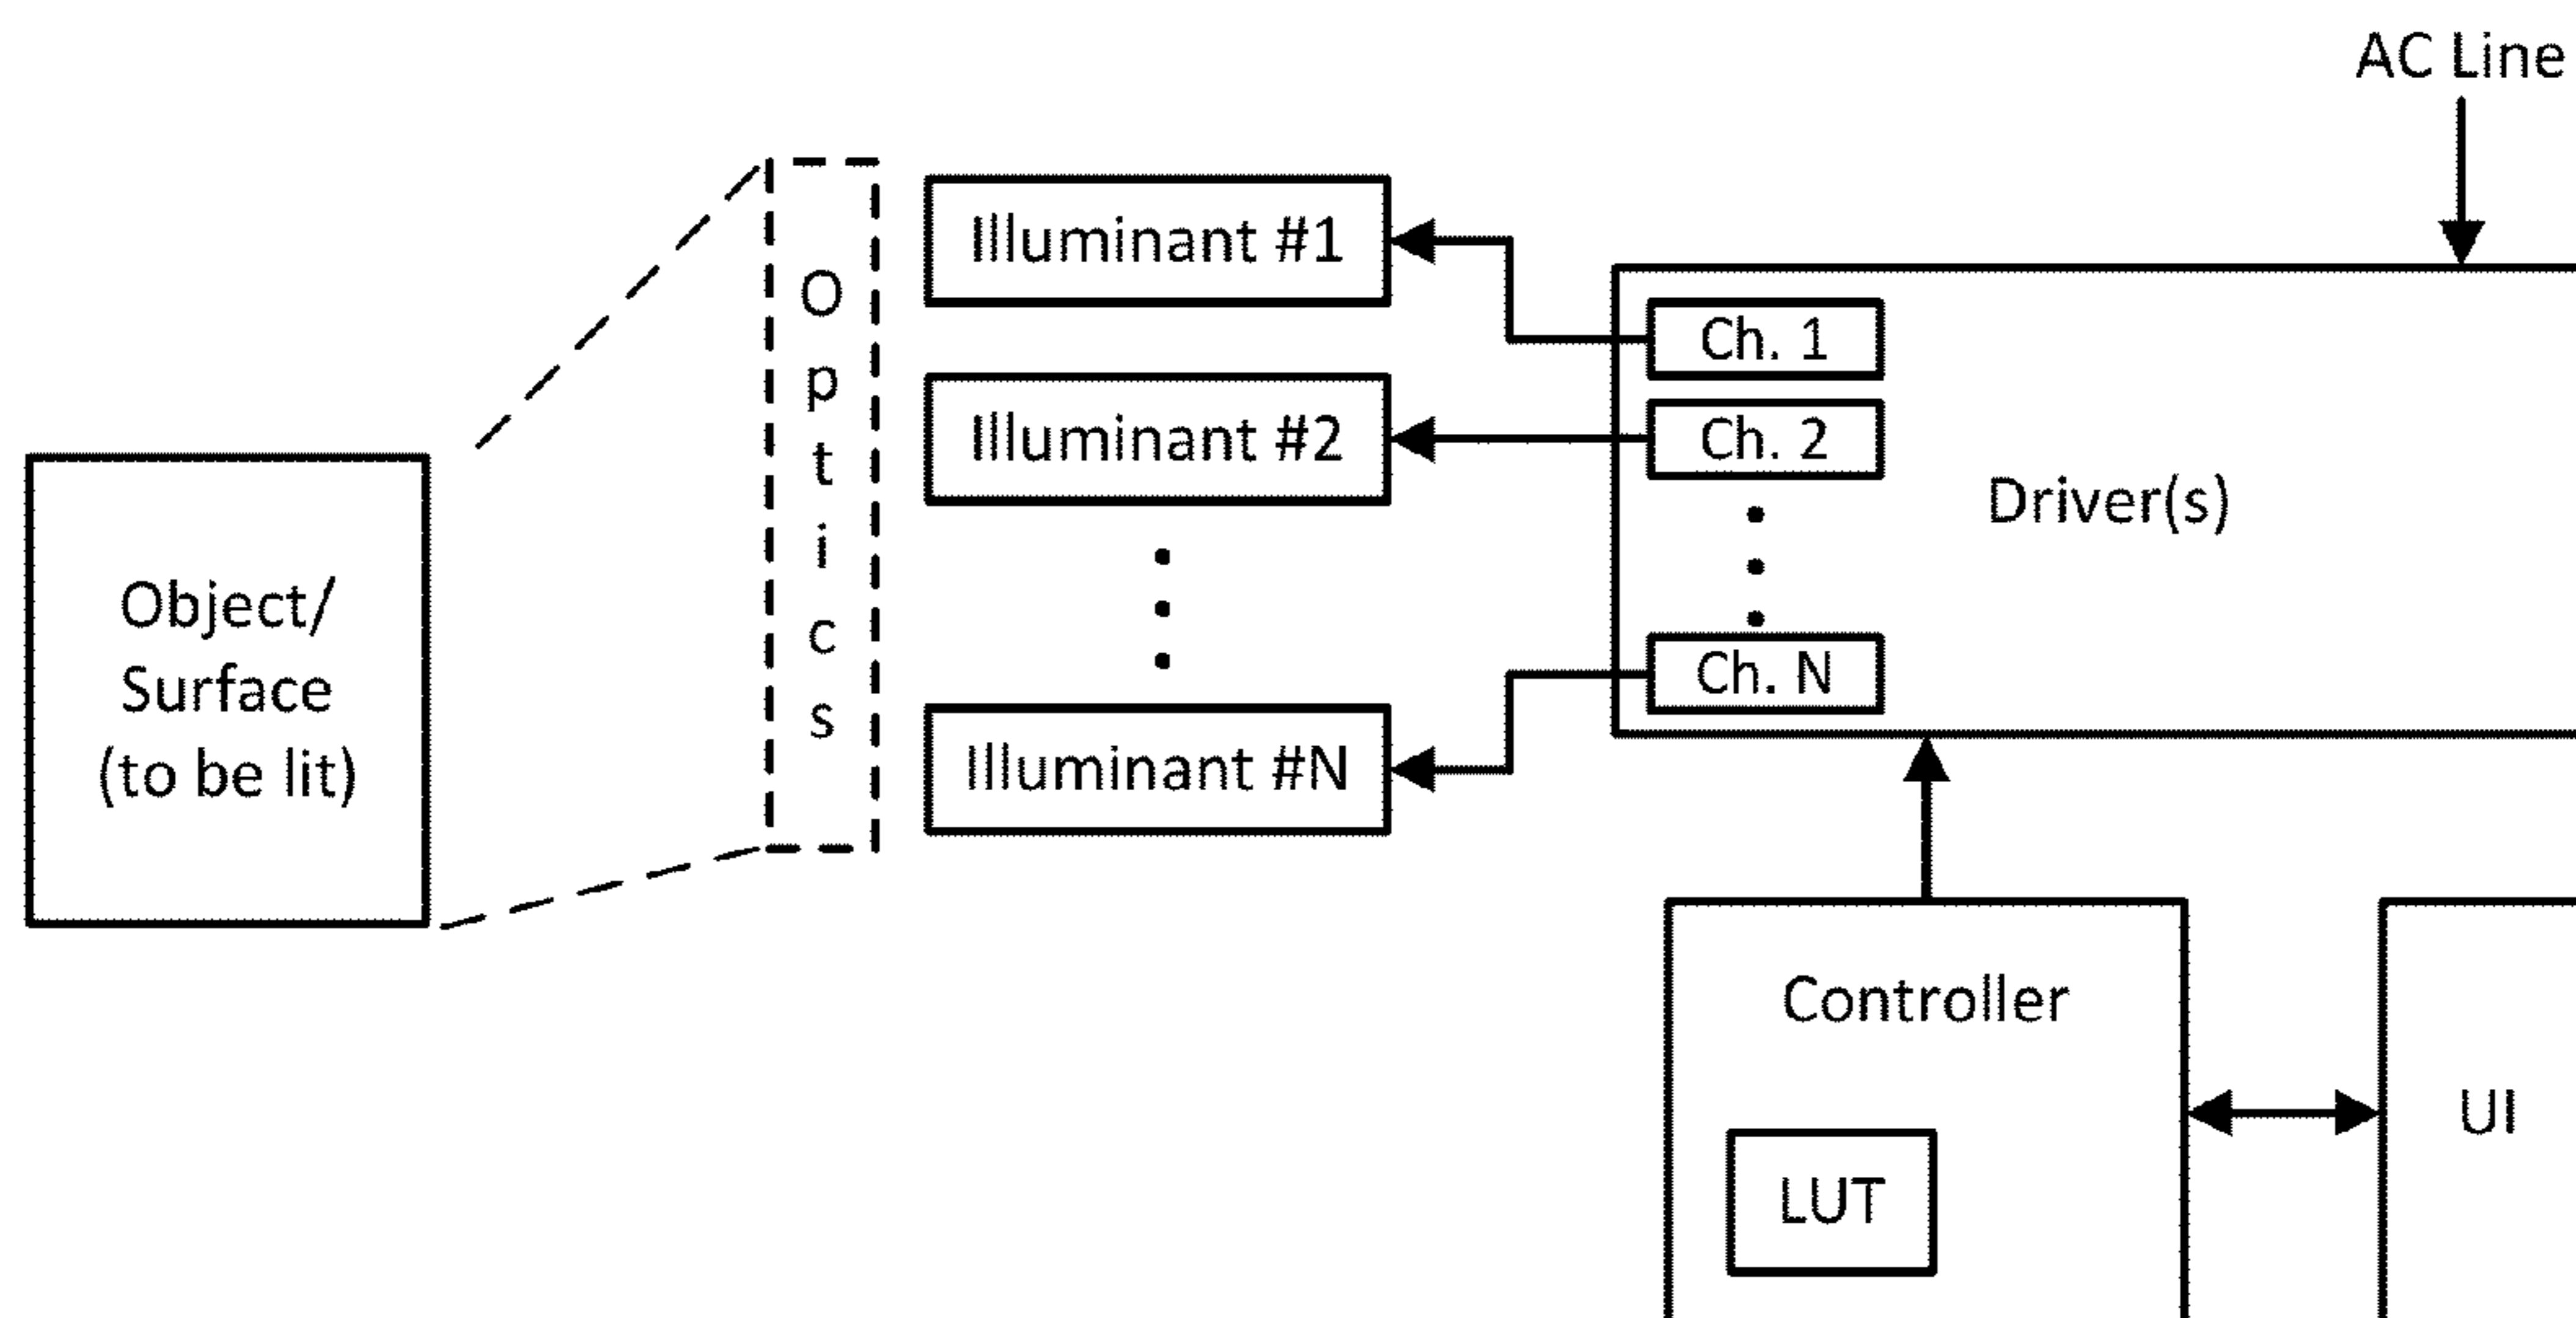 AC Line
Illuminant #1
Illuminant #2
Illuminant #N
Optics
Ch. 1
Ch. 2
Ch. N
Driver(s)
Object/
Surface
(to be lit)
Controller
LUT
UI